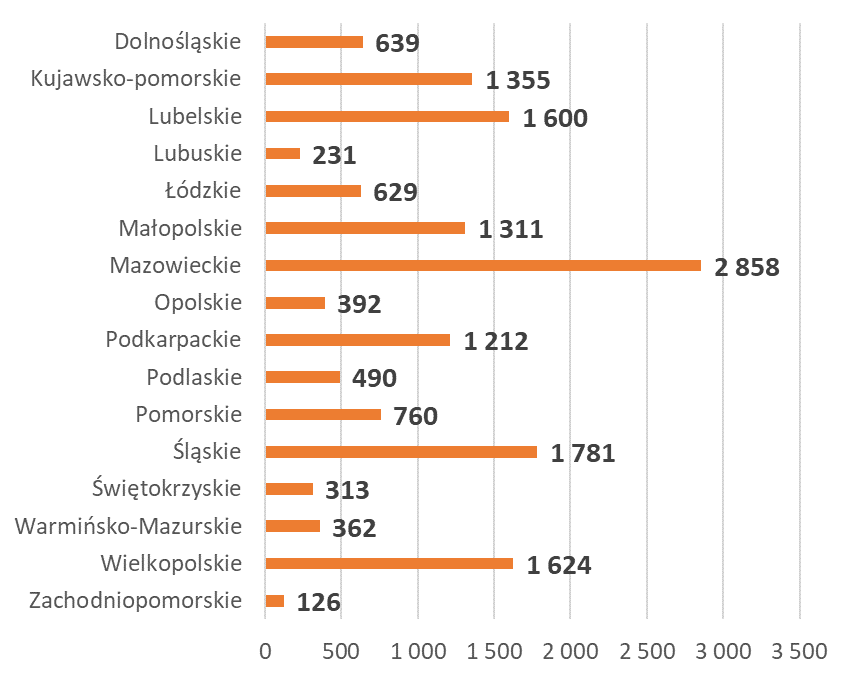 Dolnośląskie 639
Kujawsko-pomorskie 1 355
Lubelskie 1 600
Lubuskie 231
Łódzkie 629
Małopolskie 1 311
Mazowieckie 2 858
Opolskie 392
Podkarpackie 1 212
Podlaskie 490
Pomorskie 760
Śląskie 1 781
Świętokrzyskie 313
Warmińsko-Mazurskie 362
Wielkopolskie 1 624
Zachodniopomorskie 126
0 500 1 000 1 500 2 000 2 500 3 000 3 500